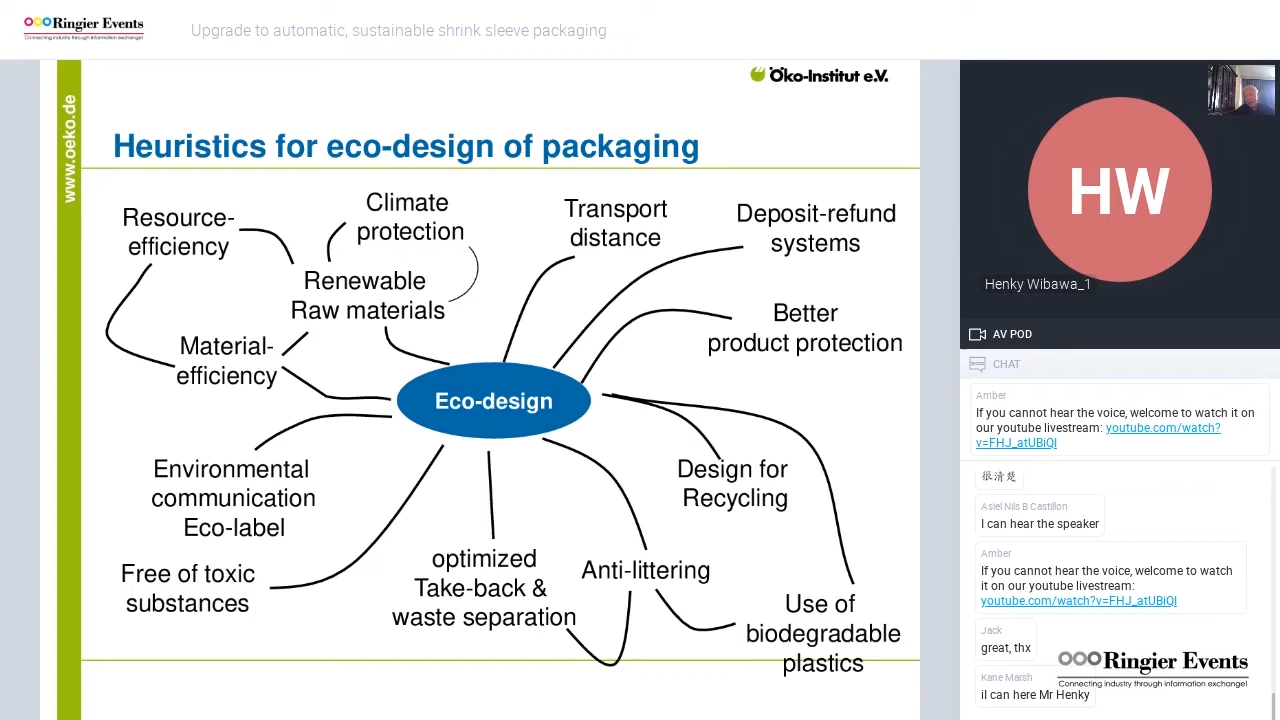 Ringier Events
Connecting industry through information exchange!
Upgrade to automatic, sustainable shrink sleeve packaging
www.oeko.de
Öko-Institut e.V.
Heuristics for eco-design of packaging
Resource-
efficiency
Climate
protection
Transport
distance
Deposit-refund
systems
Renewable
Raw materials
Better
product protection
Material-
efficiency
Eco-design
Environmental
communication
Eco-label
Design for
Recycling
Free of toxic
substances
optimized
Take-back &
waste separation
Anti-littering
Use of
biodegradable
plastics
HW
Henky Wibawa_1
AV POD
CHAT
Amber
If you cannot hear the voice, welcome to watch it on
our youtube livestream: youtube.com/watch?
v=FHJ_atUBiQI
很清楚
Asiel Nils B Castillon
I can hear the speaker
Amber
If you cannot hear the voice, welcome to watch
it on our youtube livestream:
youtube.com/watch?v=FHJ_atUBiQI
Jack
great, thx
Kane Marsh
iI can here Mr Henky
Ringier Events
Connecting industry through information exchange!